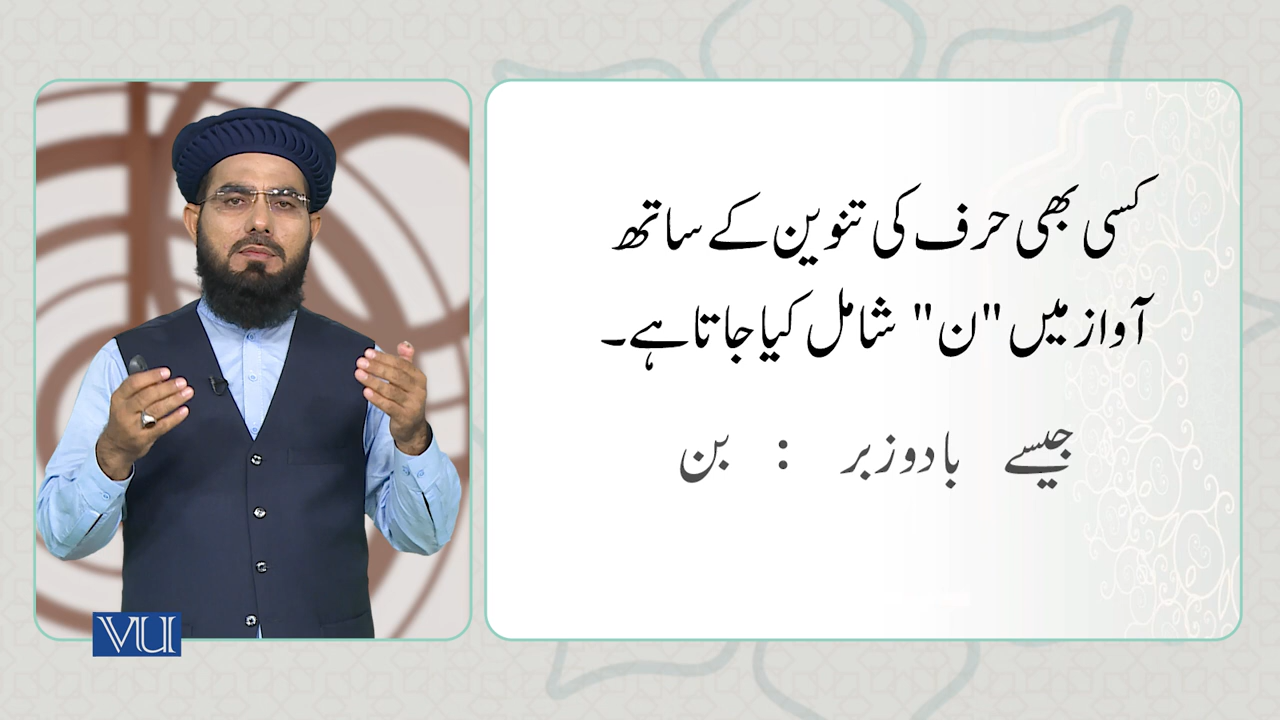 کسی بھی حرف کی تنوین کے ساتھ
آواز میں "ن" شامل کیا جاتا ہے۔
جیسے با دو زبر : بن
VU